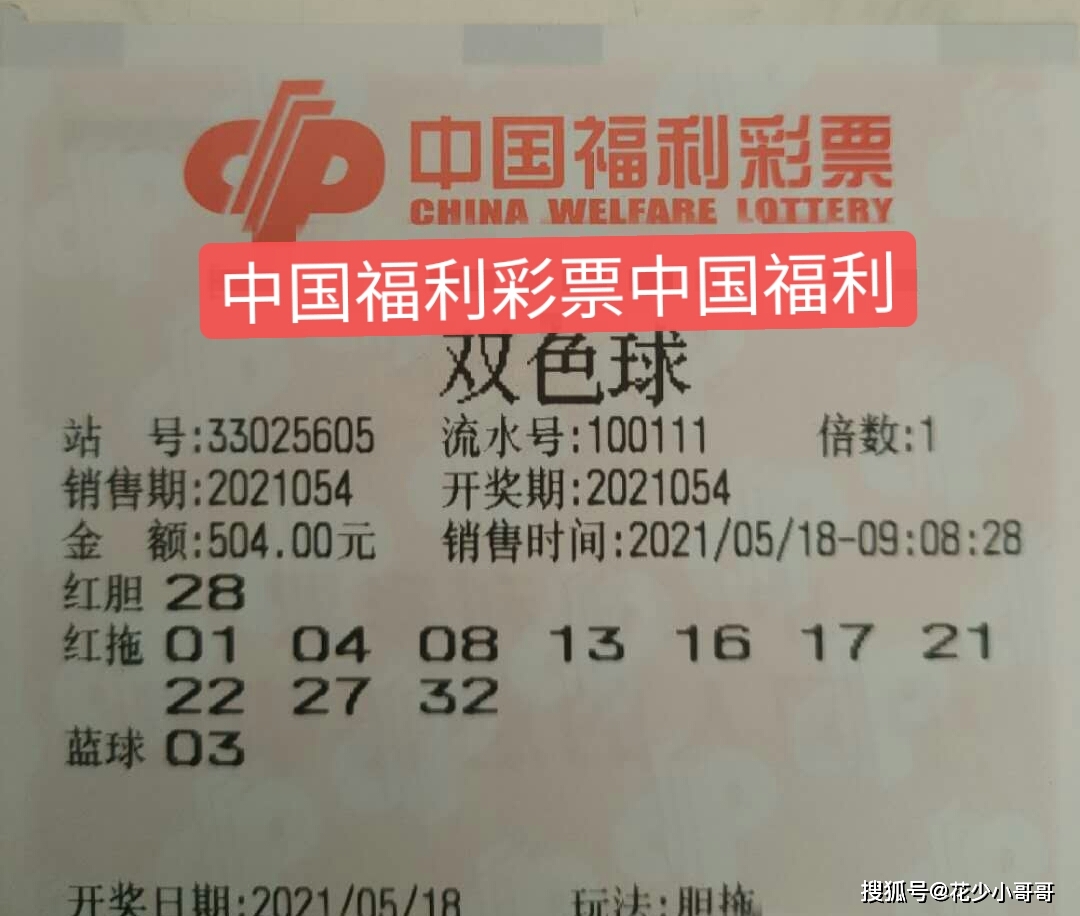 中国福利彩票
CHINA WELFARE LOTTERY
中国福利彩票中国福利
双色球
站 号:33025605 流水号:100111 倍数:1
销售期:2021054 开奖期:2021054
金 额:504.00元 销售时间:2021/05/18-09:08:28
红胆 28
红拖 01 04 08 13 16 17 21
22 27 32
蓝球 03
开奖日期:2021/05/18 玩法:胆拖
搜狐号@花少小哥哥